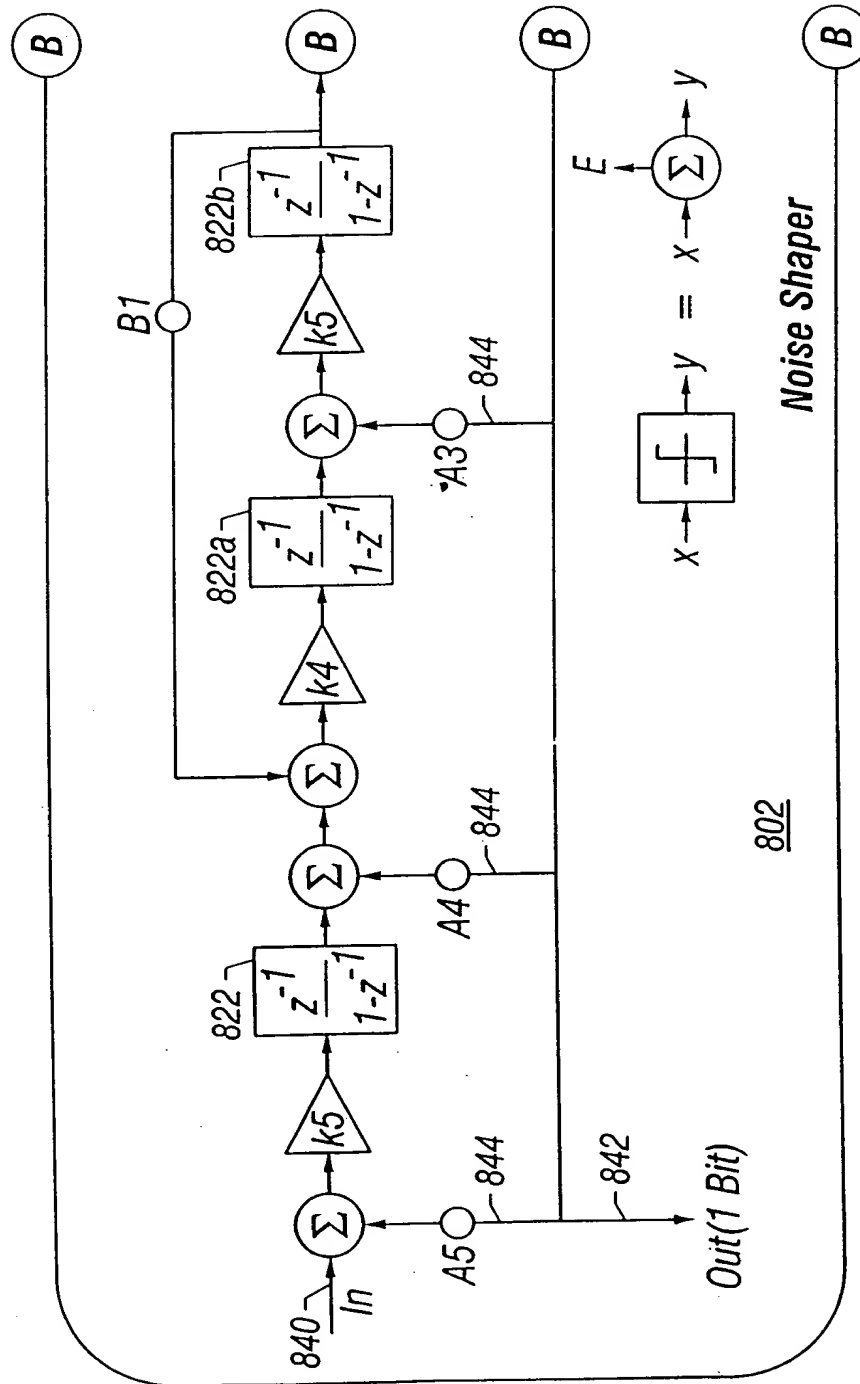 B
B
B
B
B1
822b
z⁻¹
1-z⁻¹
k5
Σ
A3
844
822a
z⁻¹
1-z⁻¹
k4
Σ
Σ
A4
844
822
z⁻¹
1-z⁻¹
k5
Σ
A5
844
842
840
In
Out(1 Bit)
802
x
y
=
x
Σ
E
y
Noise Shaper